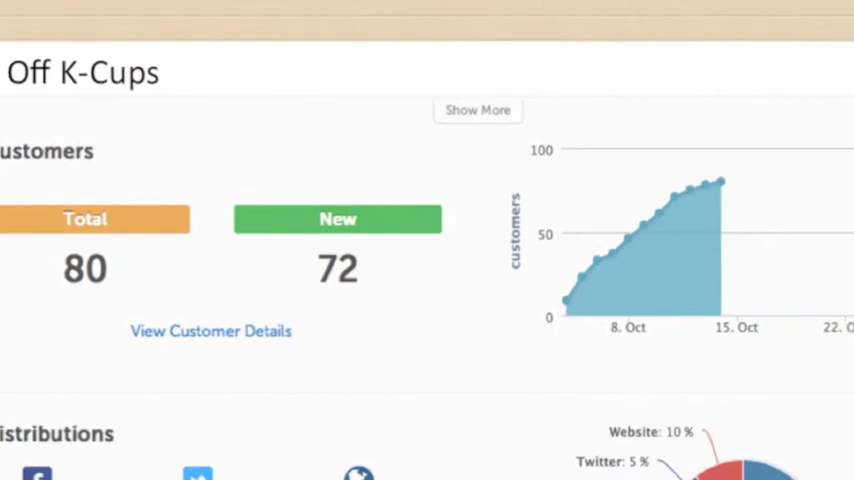 Off K-Cups
Show More
ustomers
Total
New
80
72
View Customer Details
100
50
0
customers
8. Oct
15. Oct
22. O
istributions
Website: 10 %
Twitter: 5 %